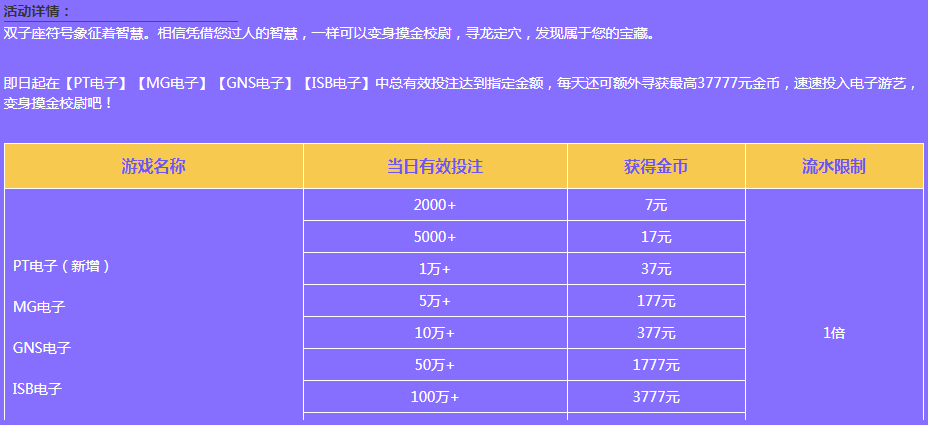 活动详情：
双子座符号象征着智慧。相信凭借您过人的智慧，一样可以变身摸金校尉，寻龙定穴，发现属于您的宝藏。
即日起在【PT电子】【MG电子】【GNS电子】【ISB电子】中总有效投注达到指定金额，每天还可额外寻获最高37777元金币，速速投入电子游艺，
变身摸金校尉吧！
游戏名称 当日有效投注 获得金币 流水限制
2000+ 7元
5000+ 17元
PT电子（新增） 1万+ 37元
MG电子 5万+ 177元
10万+ 377元 1倍
GNS电子
50万+ 1777元
ISB电子 100万+ 3777元